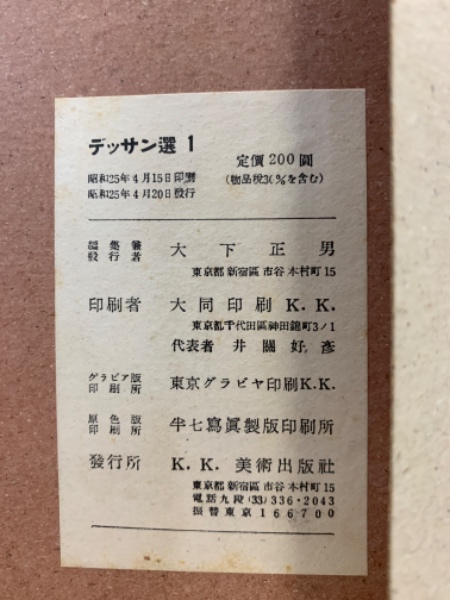 デッサン選 1
定價 200 圓
昭和25年4月15日印刷
(物品税30%を含む)
昭和25年4月20日發行
編集兼
發行者
大下正男
東京都新宿區市谷本村町15
印刷者 大同印刷 K.K.
東京都千代田區神田錦町3ノ1
代表者 井關好彦
グラビア版
印刷所
東京グラビヤ印刷K.K.
原色版
印刷所
半七寫眞製版印刷所
發行所 K.K. 美術出版社
東京都新宿區市谷本村町15
電話九段(33)336・2043
振替東京166700